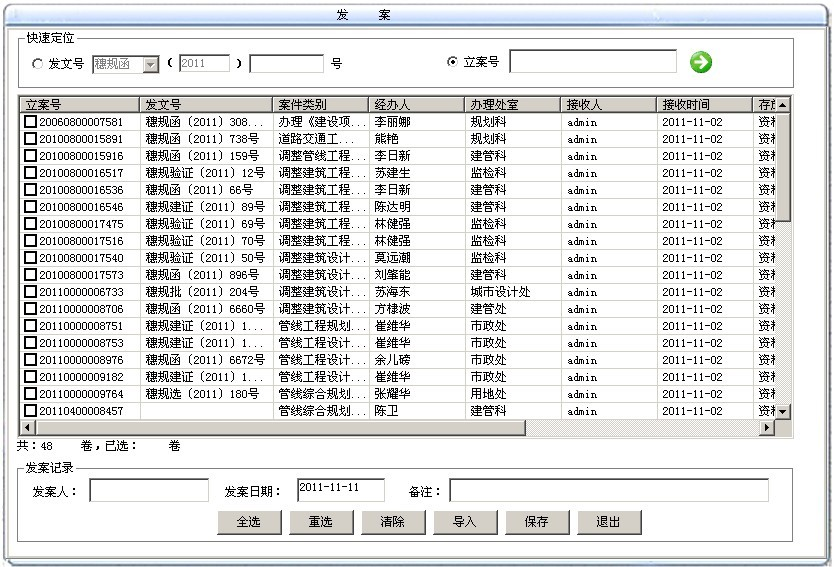 发 案
快速定位
发文号 穗规函 ( 2011 ) 号 立案号
立案号 发文号 案件类别 经办人 办理处室 接收人 接收时间 存放
20060800007581 穗规函〔2011〕308... 办理《建设项... 李丽娜 规划科 admin 2011-11-02 资料
20100800015891 穗规函〔2011〕738号 道路交通工... 熊艳 规划科 admin 2011-11-02 资料
20100800015916 穗规函〔2011〕159号 调整管线工程... 李日新 建管科 admin 2011-11-02 资料
20100800016517 穗规验证〔2011〕12号 调整建筑工程... 苏建生 监检科 admin 2011-11-02 资料
20100800016536 穗规函〔2011〕66号 调整建筑工程... 李日新 建管科 admin 2011-11-02 资料
20100800016546 穗规建证〔2011〕89号 调整建筑工程... 陈达明 建管科 admin 2011-11-02 资料
20100800017475 穗规验证〔2011〕69号 调整建筑工程... 林健强 监检科 admin 2011-11-02 资料
20100800017516 穗规验证〔2011〕70号 调整建筑工程... 林健强 监检科 admin 2011-11-02 资料
20100800017540 穗规验证〔2011〕50号 调整建筑设计... 莫远潮 监检科 admin 2011-11-02 资料
20100800017573 穗规函〔2011〕896号 调整建筑设计... 刘肇能 建管科 admin 2011-11-02 资料
20110000006733 穗规批〔2011〕204号 调整建筑设计... 苏海东 城市设计处 admin 2011-11-02 资料
20110000008706 穗规函〔2011〕6660号 调整建筑设计... 方棣波 建管处 admin 2011-11-02 资料
20110000008751 穗规建证〔2011〕1... 管线工程规划... 崔维华 市政处 admin 2011-11-02 资料
20110000008753 穗规建证〔2011〕1... 管线工程设计... 崔维华 市政处 admin 2011-11-02 资料
20110000008976 穗规函〔2011〕6672号 管线工程设计... 余儿磅 市政处 admin 2011-11-02 资料
20110000009182 穗规建证〔2011〕1... 管线工程设计... 崔维华 市政处 admin 2011-11-02 资料
20110000009764 穗规选〔2011〕180号 管线综合规划... 张耀华 用地处 admin 2011-11-02 资料
20110400008457 管线综合规划... 陈卫 建管科 admin 2011-11-02 资料
共：48 卷，已选： 卷
发案记录
发案人： 发案日期： 2011-11-11 备注：
全选 重选 清除 导入 保存 退出